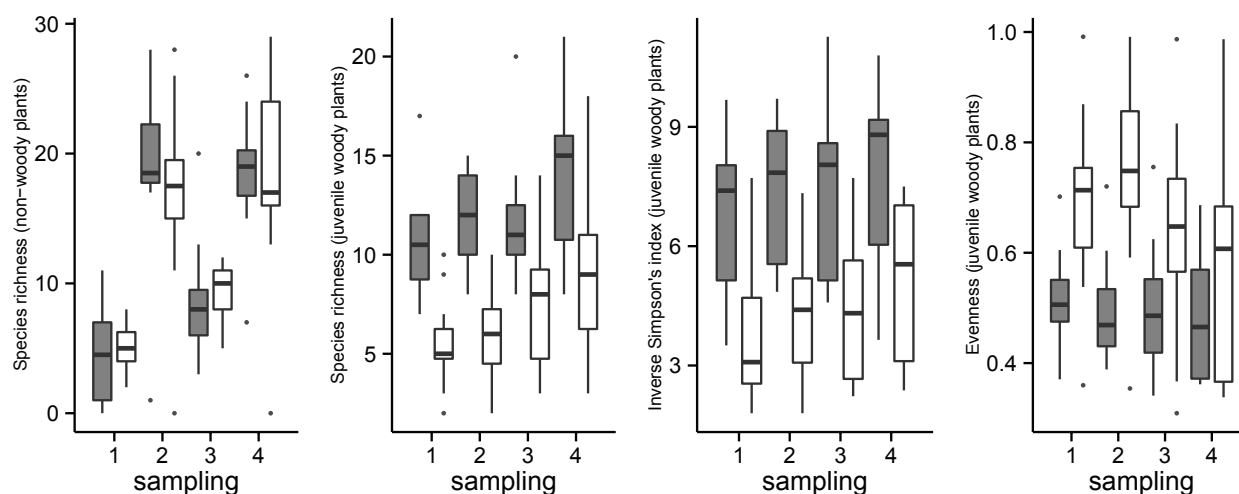 Species richness (non−woody plants)
30
20
10
0
1 2 3 4
sampling
Species richness (juvenile woody plants)
20
15
10
5
1 2 3 4
sampling
Inverse Simpson's index (juvenile woody plants)
9
6
3
1 2 3 4
sampling
Evenness (juvenile woody plants)
1.0
0.8
0.6
0.4
1 2 3 4
sampling